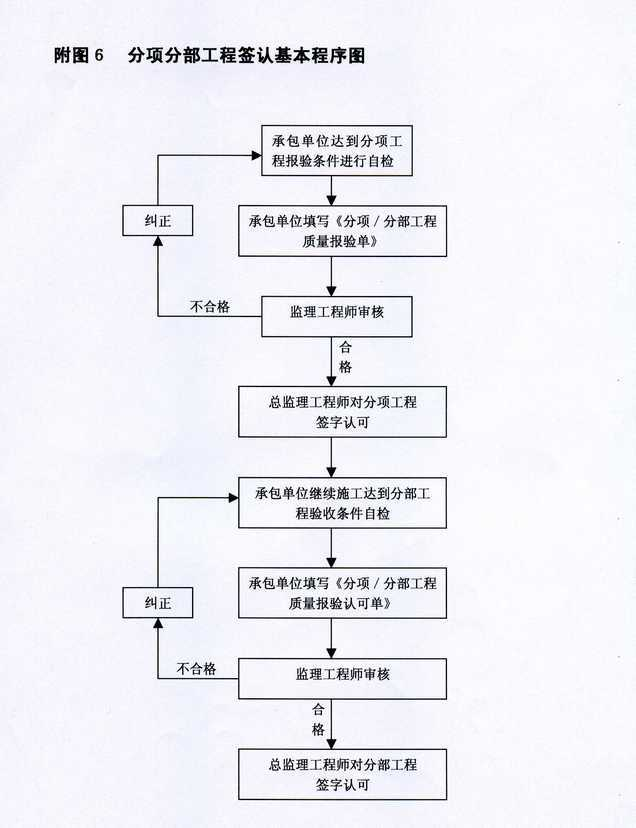 附图 6 分项分部工程签认基本程序图
承包单位达到分项工
程报验条件进行自检
纠正
承包单位填写《分项/分部工程
质量报验单》
不合格
监理工程师审核
合
格
总监理工程师对分项工程
签字认可
承包单位继续施工达到分部工
程验收条件自检
承包单位填写《分项/分部工程
质量报验认可单》
纠正
不合格
监理工程师审核
合
格
总监理工程师对分部工程
签字认可